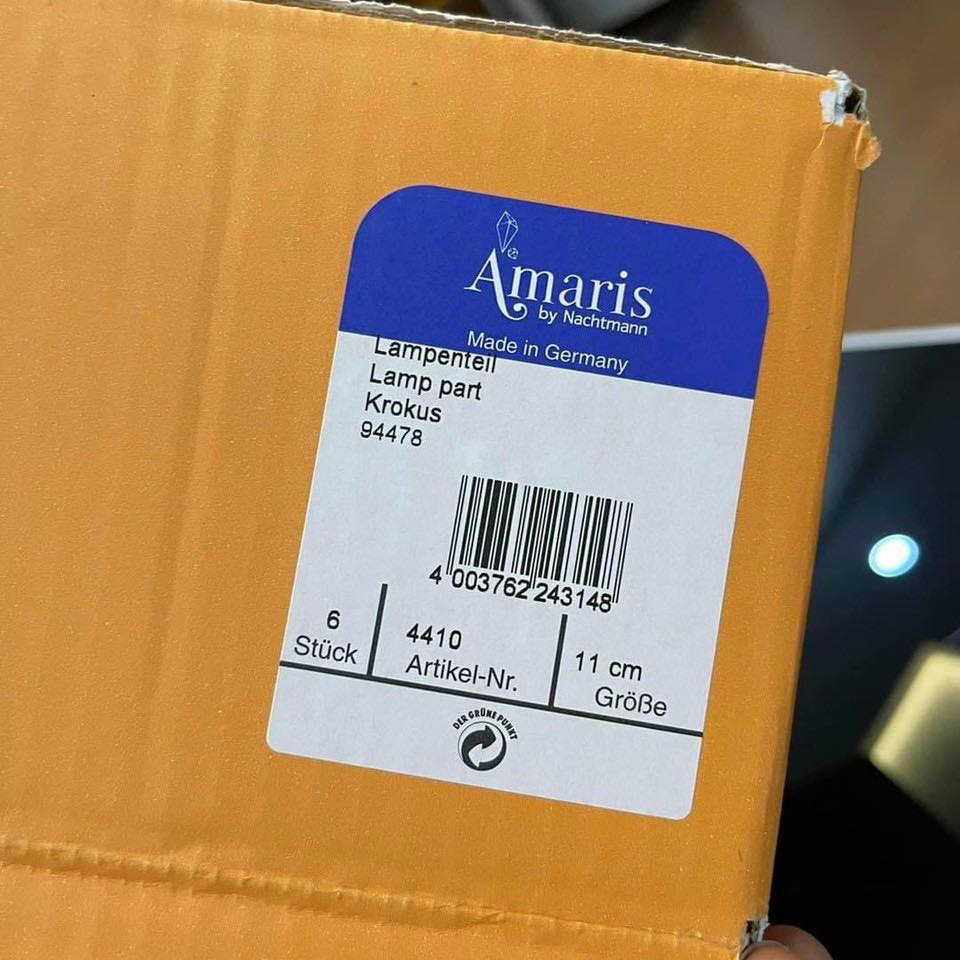 Amaris
by Nachtmann
Made in Germany
Lampenteil
Lamp part
Krokus
94478
4 003762 243148
6
Stück
4410
Artikel-Nr.
11 cm
Größe
DER GRÜNE PUNKT